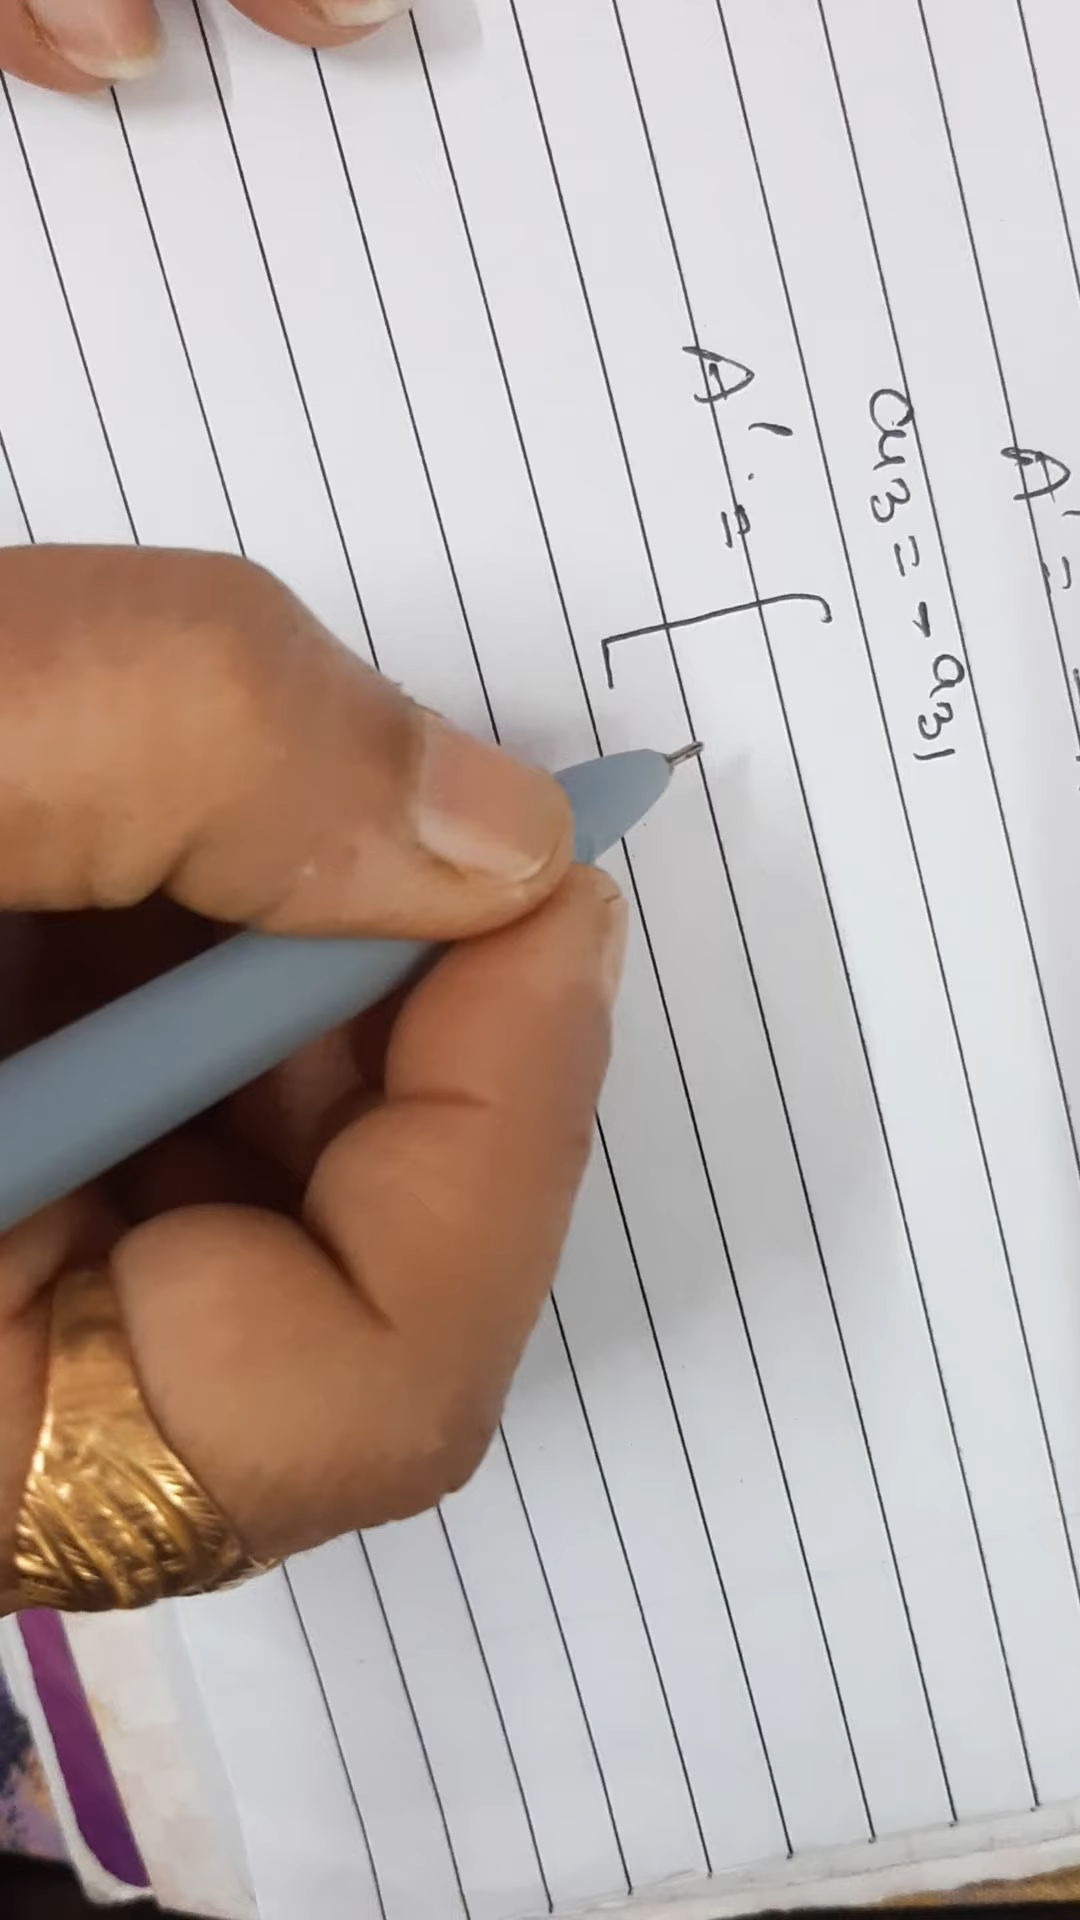 A' =
a43 = - a31
A' = [